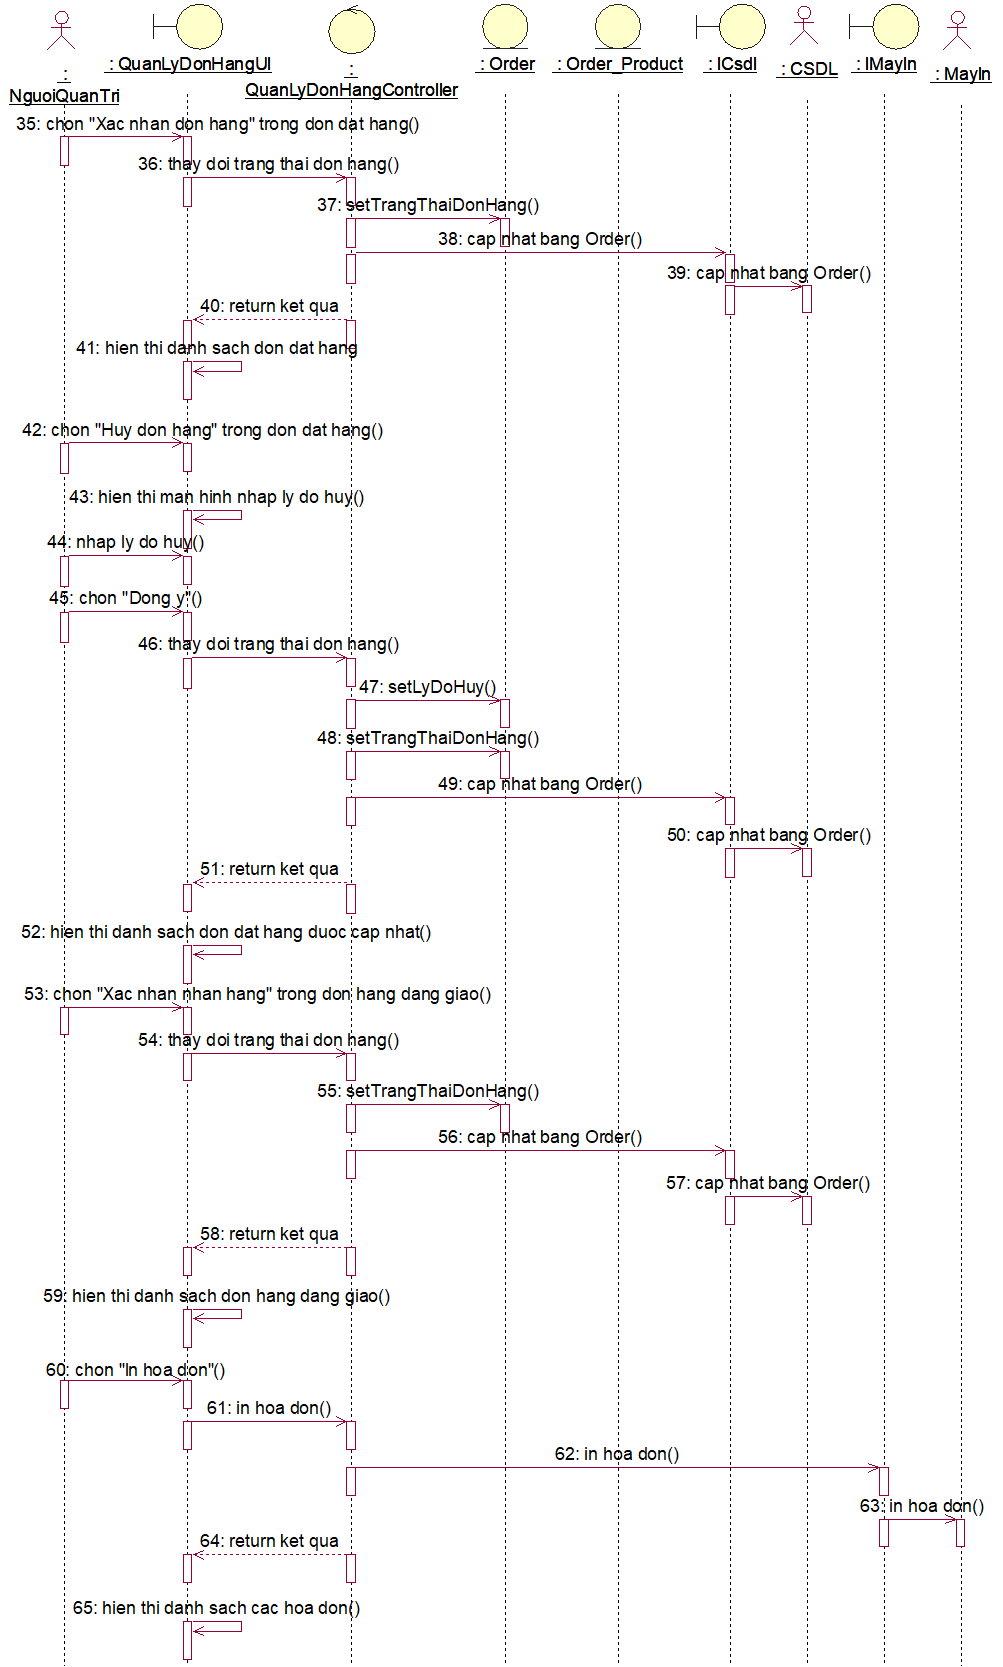 :
NguoiQuanTri
: QuanLyDonHangUI
:
QuanLyDonHangController
: Order
: Order_Product
: ICsdl
: CSDL
: IMayIn
: MayIn
35: chon "Xac nhan don hang" trong don dat hang()
36: thay doi trang thai don hang()
37: setTrangThaiDonHang()
38: cap nhat bang Order()
39: cap nhat bang Order()
40: return ket qua
41: hien thi danh sach don dat hang
42: chon "Huy don hang" trong don dat hang()
43: hien thi man hinh nhap ly do huy()
44: nhap ly do huy()
45: chon "Dong y"()
46: thay doi trang thai don hang()
47: setLyDoHuy()
48: setTrangThaiDonHang()
49: cap nhat bang Order()
50: cap nhat bang Order()
51: return ket qua
52: hien thi danh sach don dat hang duoc cap nhat()
53: chon "Xac nhan nhan hang" trong don hang dang giao()
54: thay doi trang thai don hang()
55: setTrangThaiDonHang()
56: cap nhat bang Order()
57: cap nhat bang Order()
58: return ket qua
59: hien thi danh sach don hang dang giao()
60: chon "In hoa don"()
61: in hoa don()
62: in hoa don()
63: in hoa don()
64: return ket qua
65: hien thi danh sach cac hoa don()